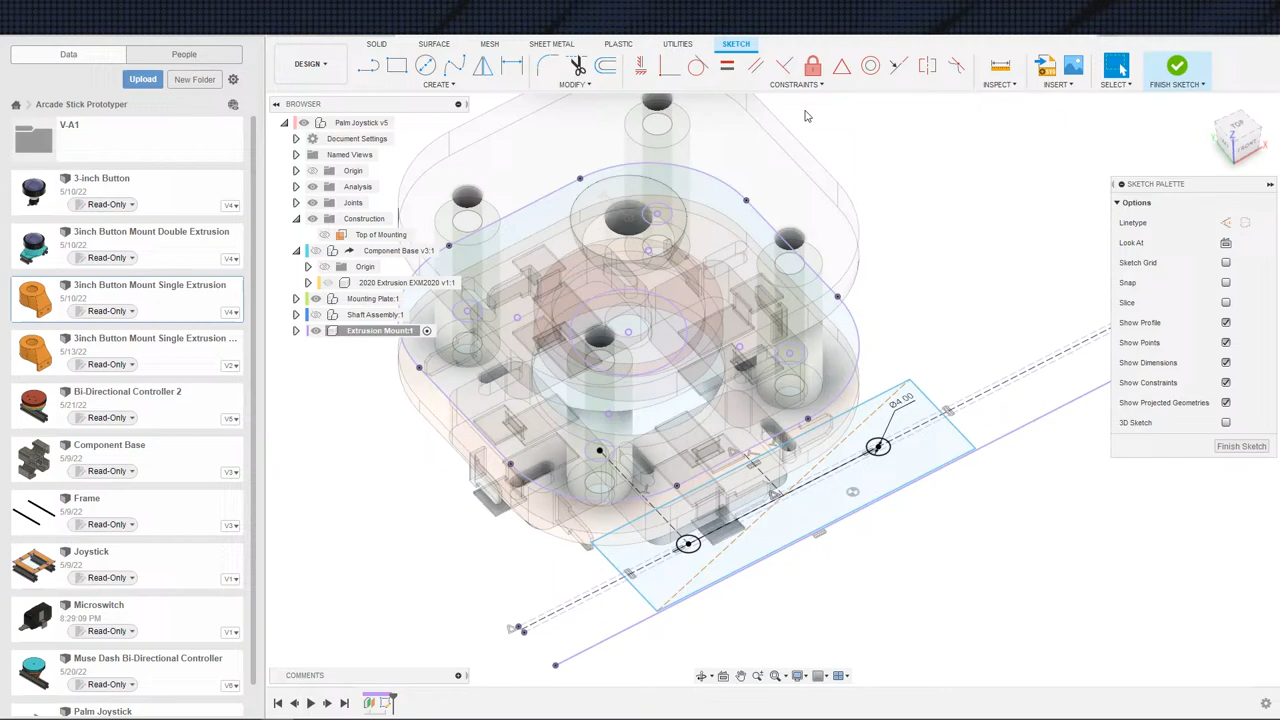 Data
People
Upload
New Folder
Arcade Stick Prototyper
V-A1
3-inch Button
5/10/22
Read-Only
V4
3inch Button Mount Double Extrusion
5/10/22
Read-Only
V4
3inch Button Mount Single Extrusion
5/10/22
Read-Only
V4
3inch Button Mount Single Extrusion ...
5/13/22
Read-Only
V2
Bi-Directional Controller 2
5/21/22
Read-Only
V5
Component Base
5/9/22
Read-Only
V3
Frame
5/9/22
Read-Only
V3
Joystick
5/9/22
Read-Only
V1
Microswitch
8:29:09 PM
Read-Only
V1
Muse Dash Bi-Directional Controller
5/20/22
Read-Only
V6
Palm Joystick
SOLID
SURFACE
MESH
SHEET METAL
PLASTIC
UTILITIES
SKETCH
DESIGN
CREATE
MODIFY
CONSTRAINTS
INSPECT
INSERT
SELECT
FINISH SKETCH
BROWSER
Palm Joystick v5
Document Settings
Named Views
Origin
Analysis
Joints
Construction
Top of Mounting
Component Base v3:1
Origin
2020 Extrusion EXM2020 v1:1
Mounting Plate:1
Shaft Assembly:1
Extrusion Mount:1
Ø4.00
TOP
FRONT
Z
X
Y
SKETCH PALETTE
Options
Linetype
Look At
Sketch Grid
Snap
Slice
Show Profile
Show Points
Show Dimensions
Show Constraints
Show Projected Geometries
3D Sketch
Finish Sketch
COMMENTS